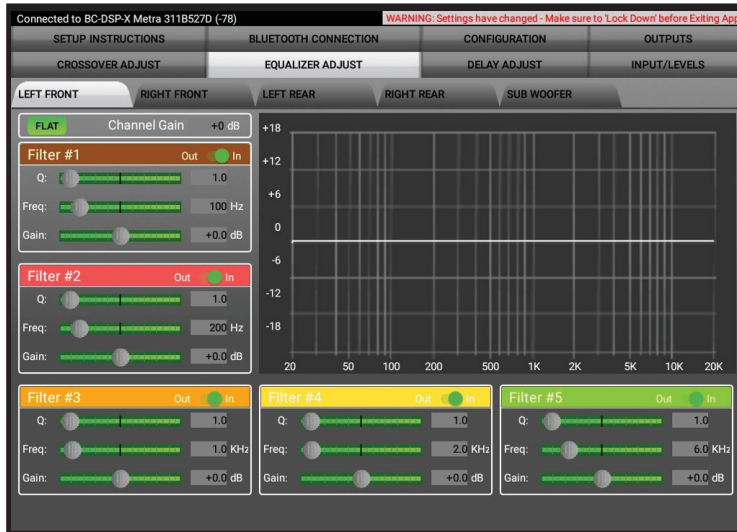 Connected to BC-DSP-X Metra 311B527D (-78) WARNING: Settings have changed - Make sure to 'Lock Down' before Exiting App
SETUP INSTRUCTIONS BLUETOOTH CONNECTION CONFIGURATION OUTPUTS
CROSSOVER ADJUST EQUALIZER ADJUST DELAY ADJUST INPUT/LEVELS
LEFT FRONT RIGHT FRONT LEFT REAR RIGHT REAR SUB WOOFER
FLAT Channel Gain +0 dB
Filter #1 Out In
Q: 1.0
Freq: 100 Hz
Gain: +0.0 dB
Filter #2 Out In
Q: 1.0
Freq: 200 Hz
Gain: +0.0 dB
+18
+12
+6
0
-6
-12
-18
20 50 100 200 500 1K 2K 5K 10K 20K
Filter #3 Out In
Q: 1.0
Freq: 1.0 KHz
Gain: +0.0 dB
Filter #4 Out In
Q: 1.0
Freq: 2.0 KHz
Gain: +0.0 dB
Filter #5 Out In
Q: 1.0
Freq: 6.0 KHz
Gain: +0.0 dB